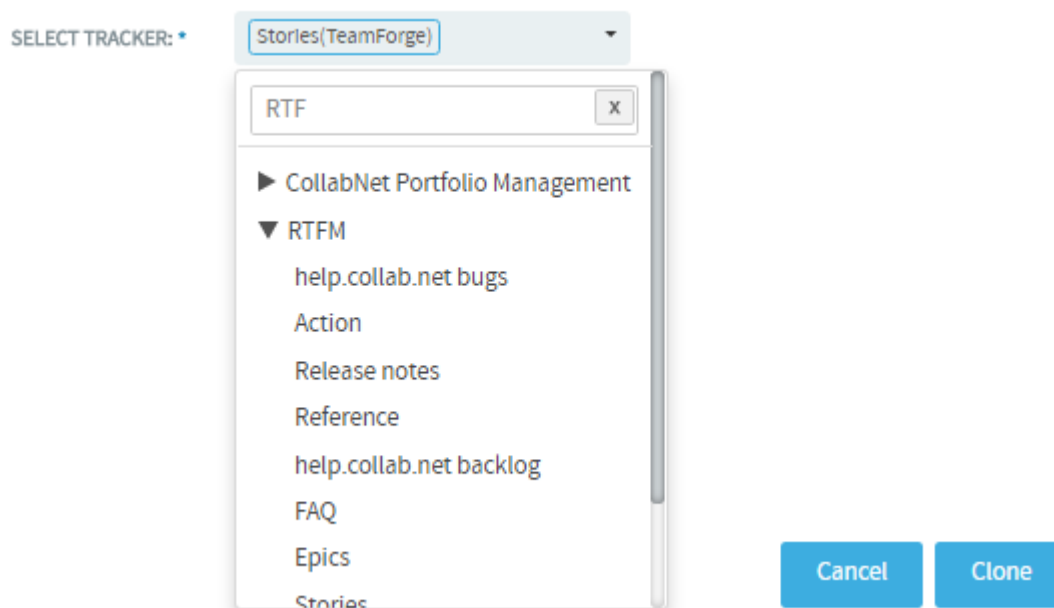 SELECT TRACKER: *
Stories(TeamForge)
RTF
X
CollabNet Portfolio Management
RTFM
help.collab.net bugs
Action
Release notes
Reference
help.collab.net backlog
FAQ
Epics
Stories
Cancel
Clone